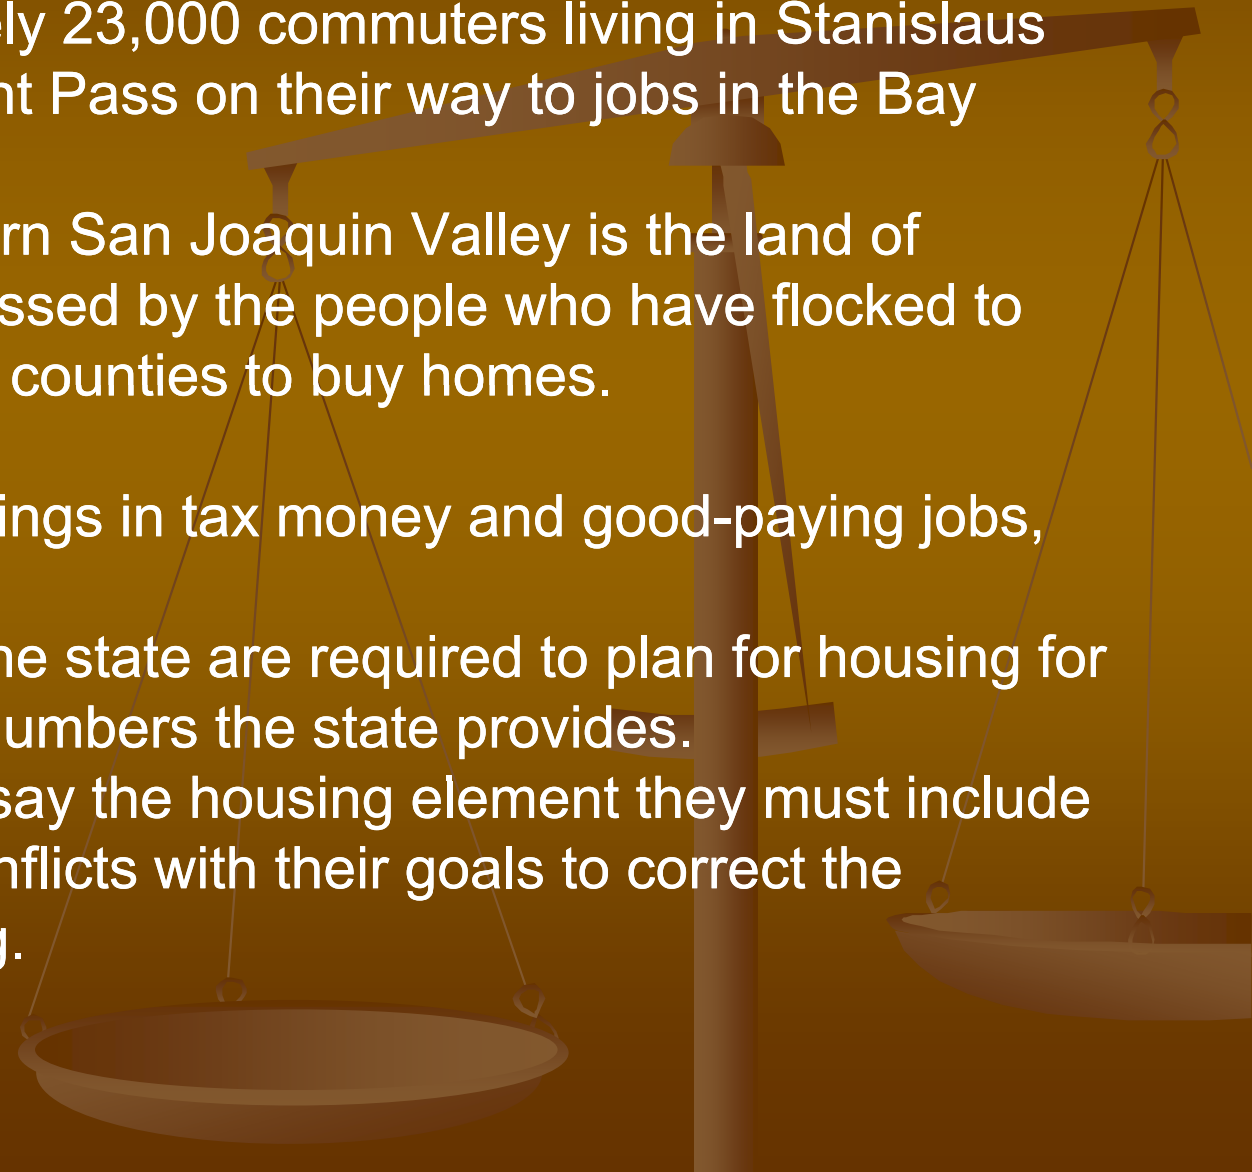 ely 23,000 commuters living in Stanislaus
nt Pass on their way to jobs in the Bay
rn San Joaquin Valley is the land of
ssed by the people who have flocked to
counties to buy homes.
ings in tax money and good-paying jobs,
he state are required to plan for housing for
umbers the state provides.
say the housing element they must include
nflicts with their goals to correct the
g.